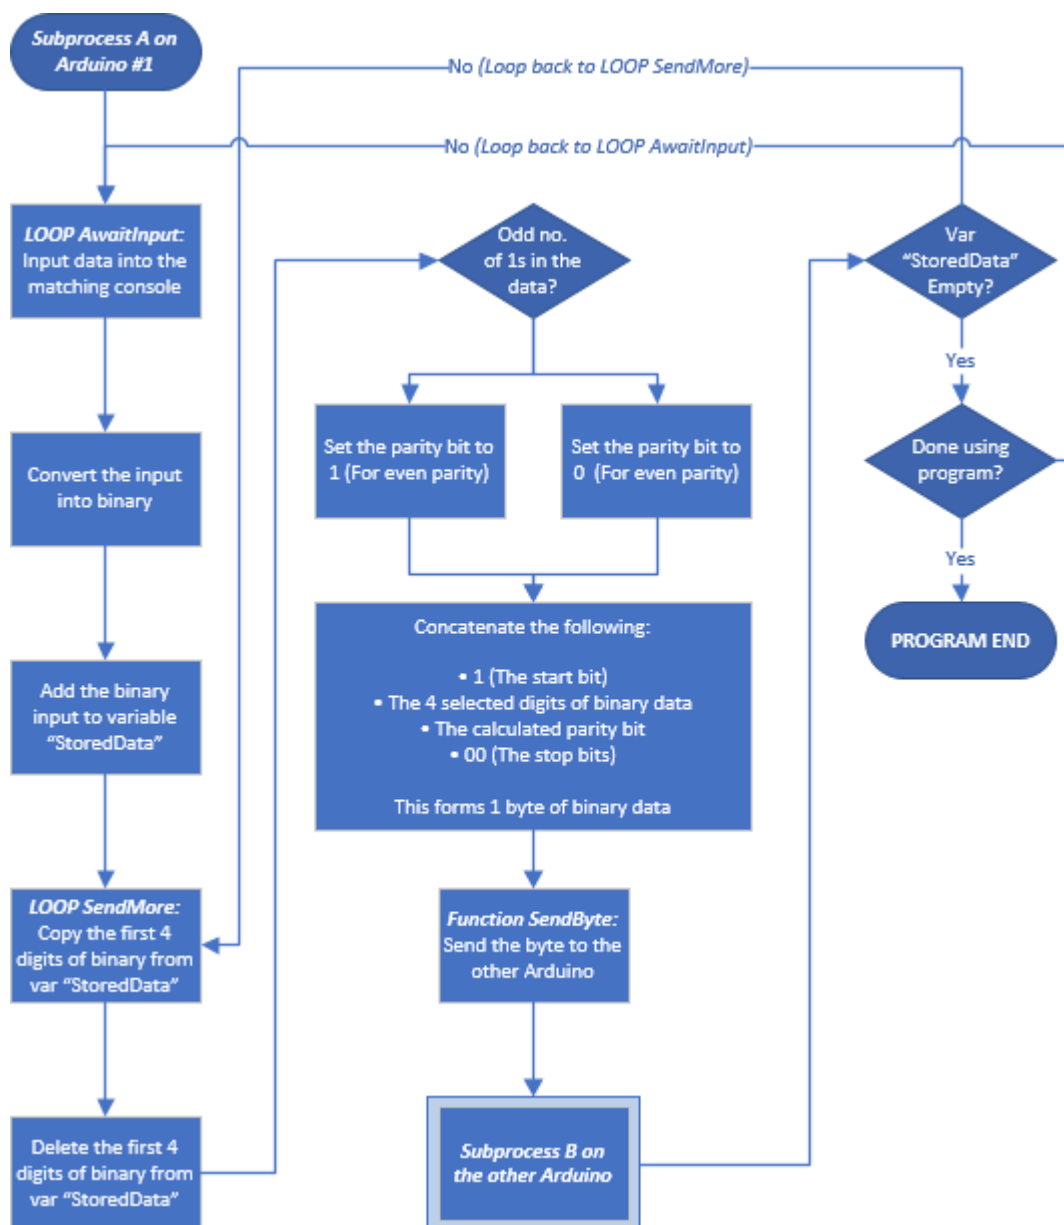 Subprocess A on
Arduino #1
No (Loop back to LOOP SendMore)
No (Loop back to LOOP AwaitInput)
LOOP AwaitInput:
Input data into the
matching console
Convert the input
into binary
Add the binary
input to variable
“StoredData”
LOOP SendMore:
Copy the first 4
digits of binary from
var “StoredData”
Delete the first 4
digits of binary from
var “StoredData”
Odd no.
of 1s in the
data?
Set the parity bit to
1 (For even parity)
Set the parity bit to
0 (For even parity)
Concatenate the following:
• 1 (The start bit)
• The 4 selected digits of binary data
• The calculated parity bit
• 00 (The stop bits)
This forms 1 byte of binary data
Function SendByte:
Send the byte to the
other Arduino
Subprocess B on
the other Arduino
Var
“StoredData”
Empty?
Yes
Done using
program?
Yes
PROGRAM END